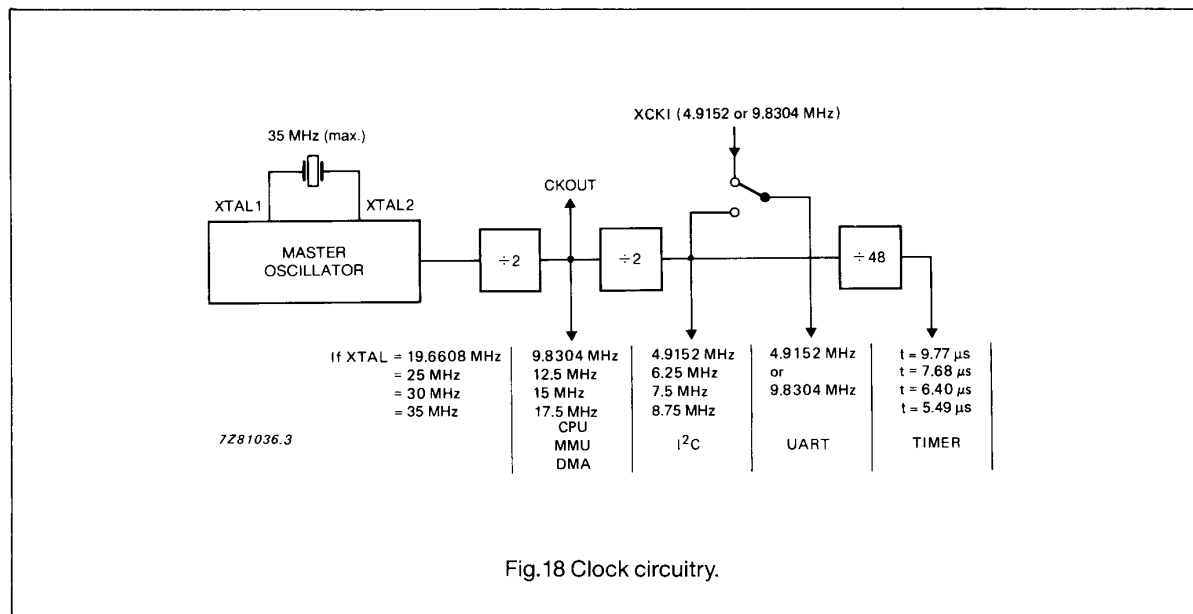 XCKI (4.9152 or 9.8304 MHz)
35 MHz (max.)
CKOUT
XTAL1
XTAL2
MASTER
OSCILLATOR
÷2
÷2
÷48
If XTAL = 19.6608 MHz
= 25 MHz
= 30 MHz
= 35 MHz
9.8304 MHz
12.5 MHz
15 MHz
17.5 MHz
CPU
MMU
DMA
4.9152 MHz
6.25 MHz
7.5 MHz
8.75 MHz
I²C
4.9152 MHz
or
9.8304 MHz
UART
t = 9.77 µs
t = 7.68 µs
t = 6.40 µs
t = 5.49 µs
TIMER
7Z81036.3
Fig.18 Clock circuitry.